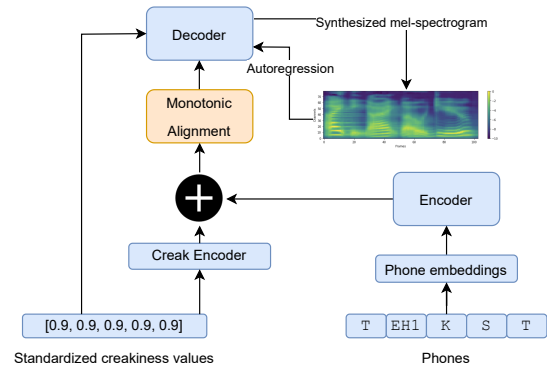 Decoder
Synthesized mel-spectrogram
Autoregression
Monotonic
Alignment
Encoder
Creak Encoder
Phone embeddings
[0.9, 0.9, 0.9, 0.9, 0.9]
T EH1 K S T
Standardized creakiness values
Phones